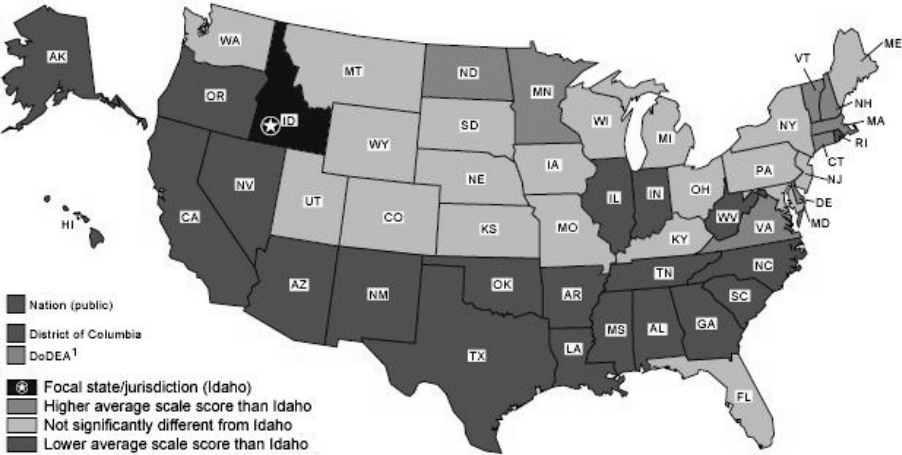 AK
WA
MT
ND
MN
ME
VT
OR
ID
SD
WI
MI
NY
NH
MA
RI
CT
WY
IA
PA
NJ
NE
NV
UT
CO
IL
IN
OH
DE
MD
HI
CA
KS
MO
WV
VA
KY
AZ
NM
OK
AR
TN
NC
SC
TX
LA
MS
AL
GA
FL
Nation (public)
District of Columbia
DoDEA¹
Focal state/jurisdiction (Idaho)
Higher average scale score than Idaho
Not significantly different from Idaho
Lower average scale score than Idaho